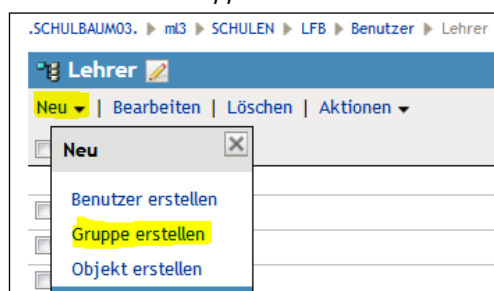 .SCHULBAUM03. ▶ ml3 ▶ SCHULEN ▶ LFB ▶ Benutzer ▶ Lehrer
Lehrer
Neu ▾ | Bearbeiten | Löschen | Aktionen ▾
Neu
Benutzer erstellen
Gruppe erstellen
Objekt erstellen